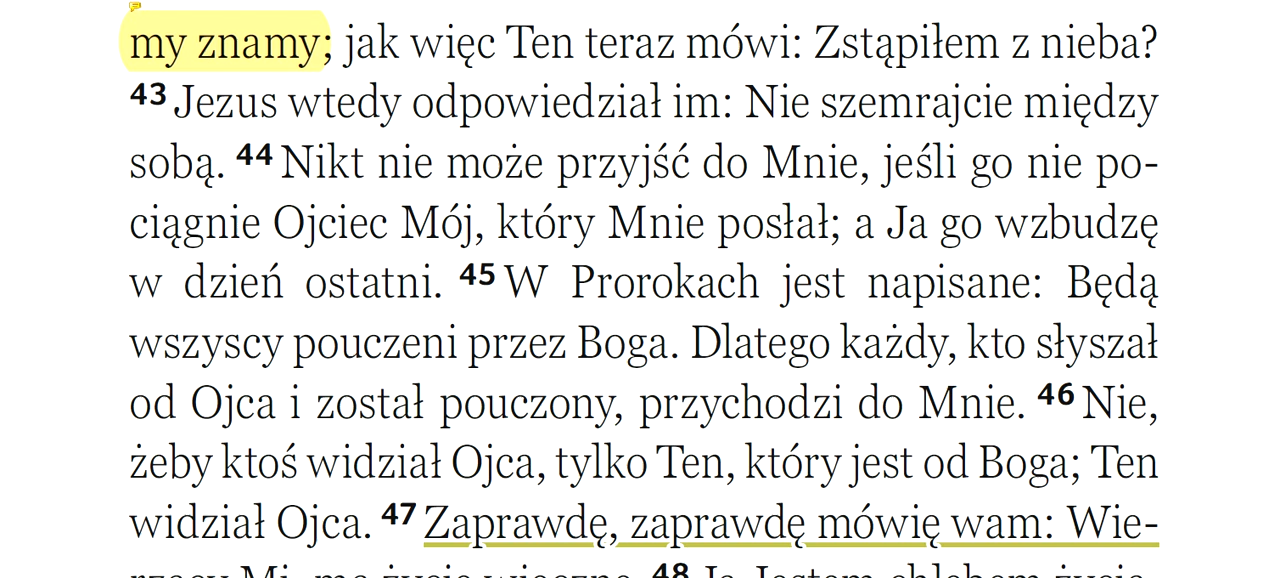 my znamy; jak więc Ten teraz mówi: Zstąpiłem z nieba?
43 Jezus wtedy odpowiedział im: Nie szemrajcie między
sobą. 44 Nikt nie może przyjść do Mnie, jeśli go nie po-
ciągnie Ojciec Mój, który Mnie posłał; a Ja go wzbudzę
w dzień ostatni. 45 W Prorokach jest napisane: Będą
wszyscy pouczeni przez Boga. Dlatego każdy, kto słyszał
od Ojca i został pouczony, przychodzi do Mnie. 46 Nie,
żeby ktoś widział Ojca, tylko Ten, który jest od Boga; Ten
widział Ojca. 47 Zaprawdę, zaprawdę mówię wam: Wie-
48